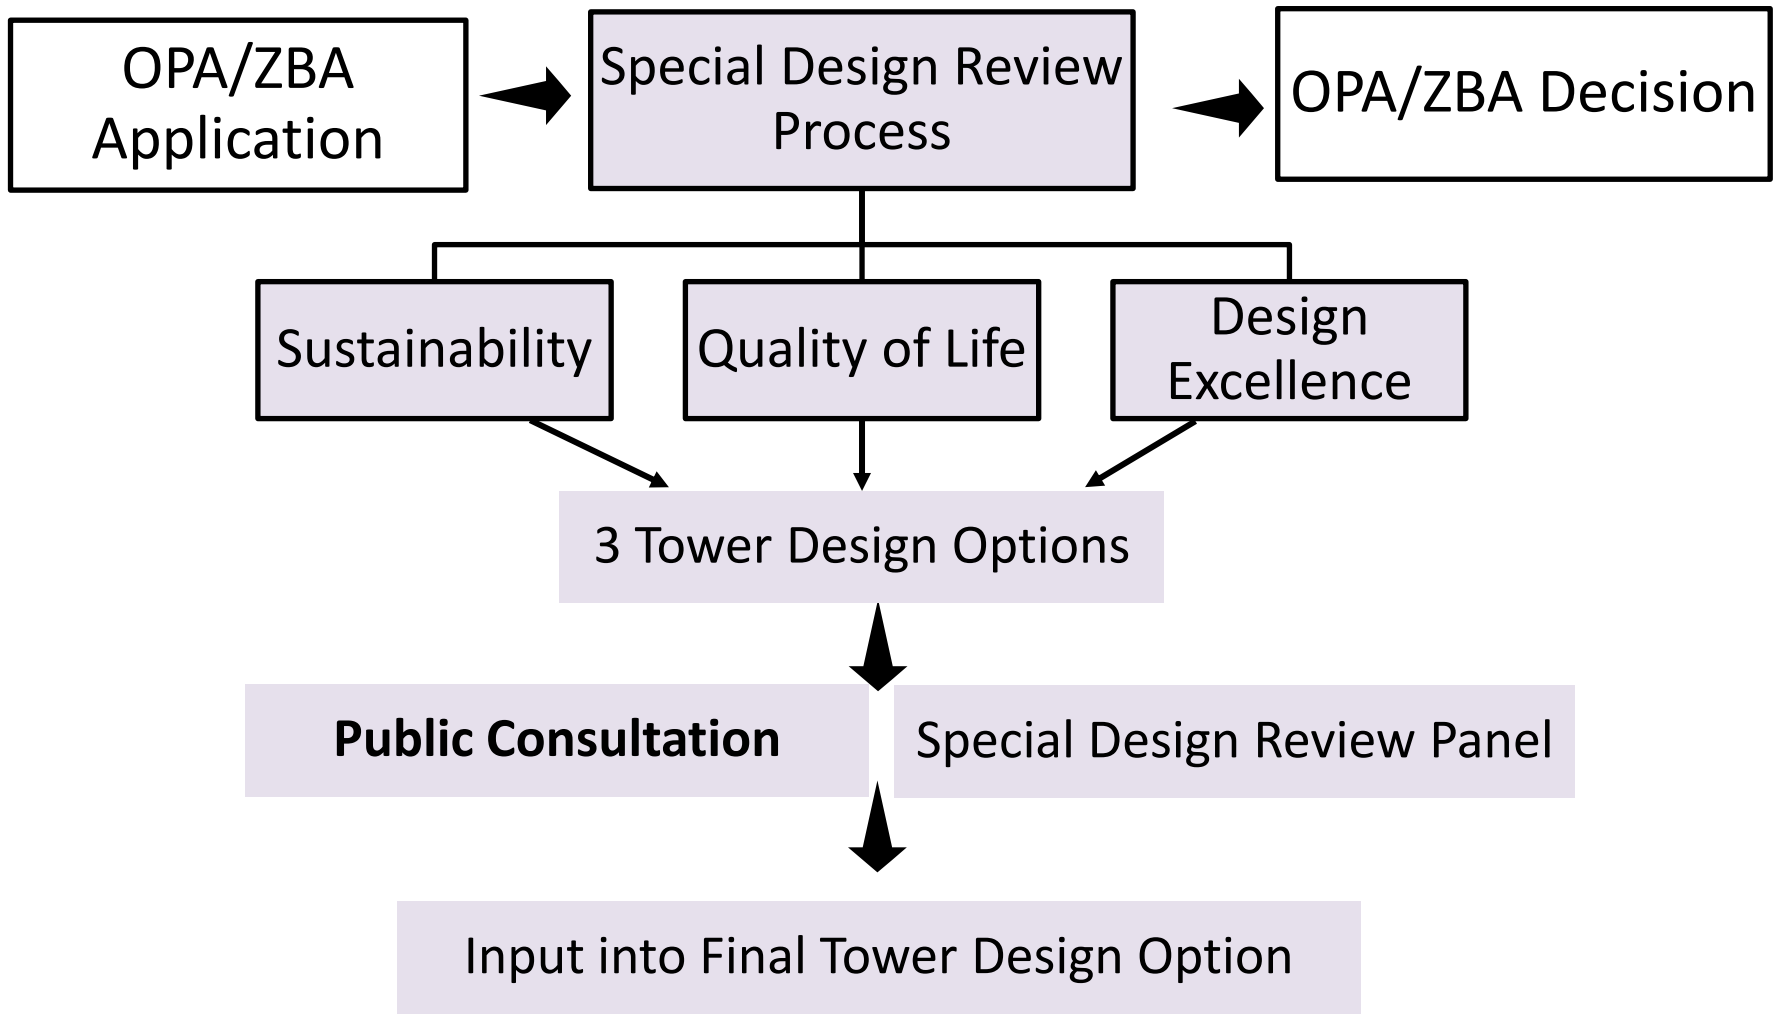 OPA/ZBA
Application
Special Design Review
Process
OPA/ZBA Decision
Sustainability
Quality of Life
Design
Excellence
3 Tower Design Options
Public Consultation
Special Design Review Panel
Input into Final Tower Design Option